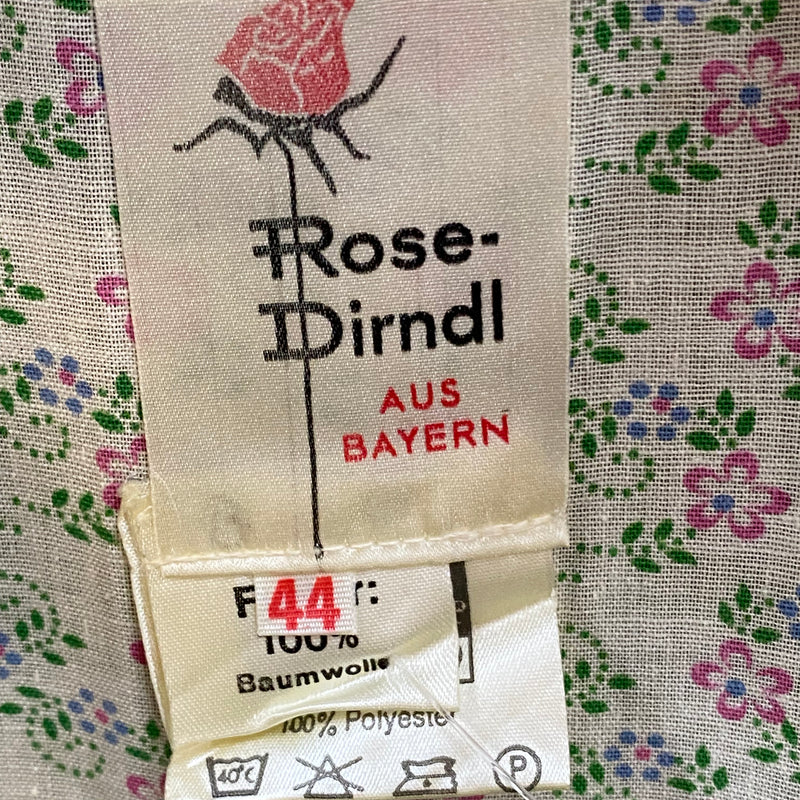 Rose-
Dirndl
AUS
BAYERN
44
100%
Baumwolle
100% Polyester
40°C
P